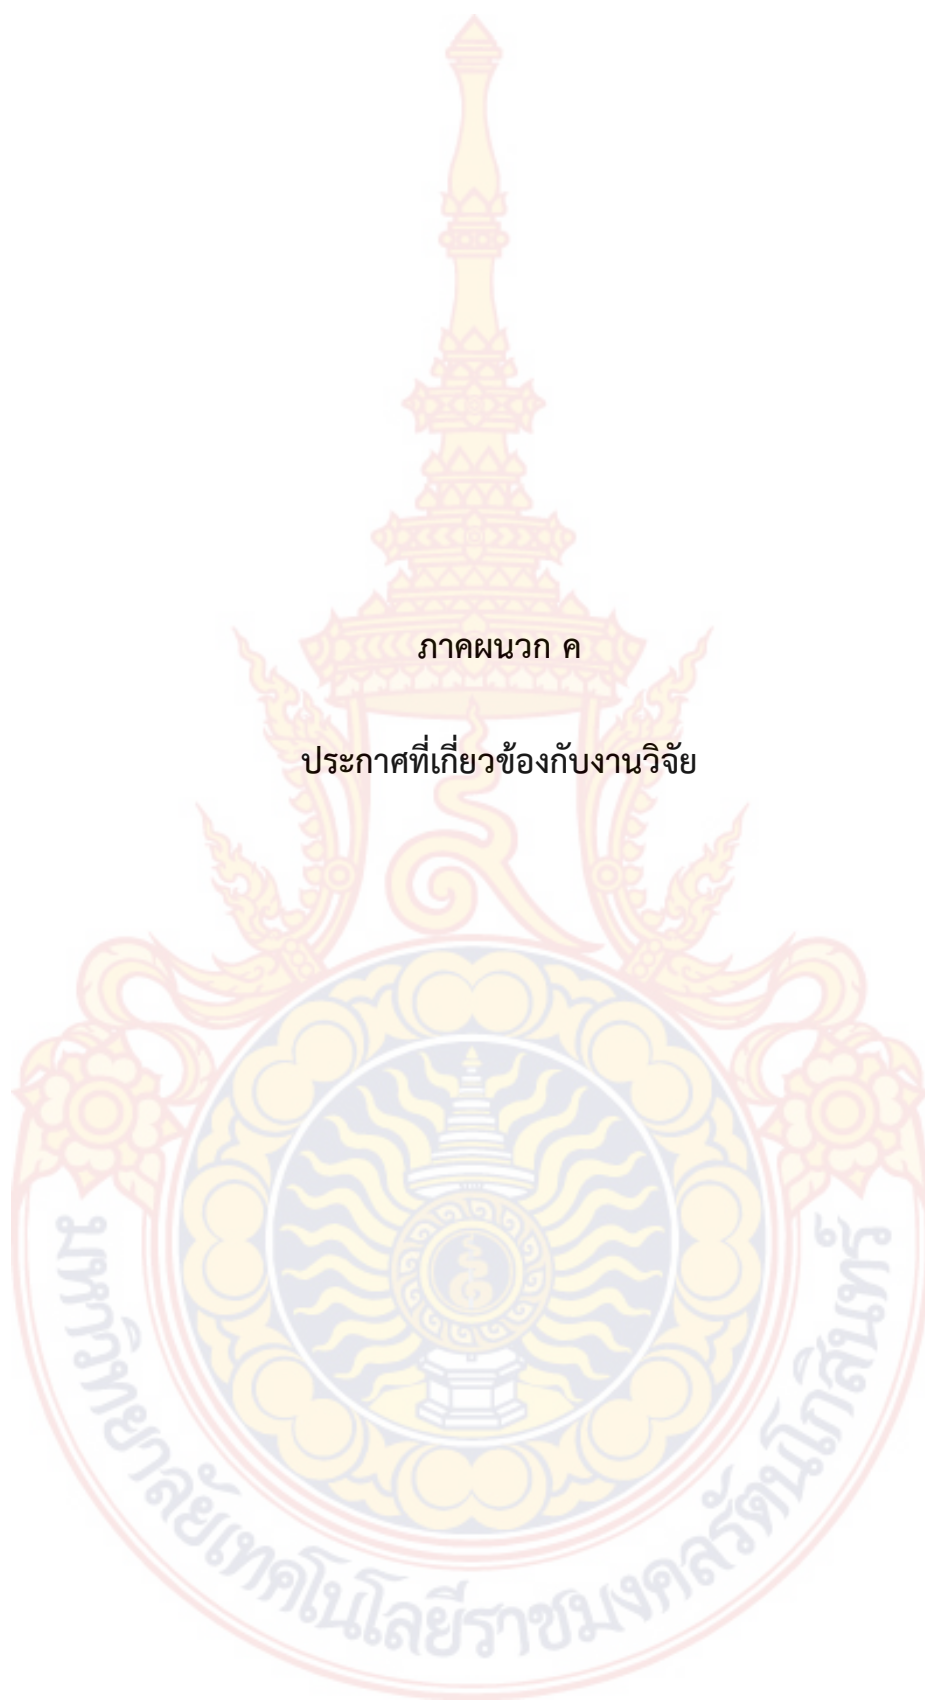 ภาคผนวก ค
ประกาศที่เกี่ยวข้องกับงานวิจัย
มหาวิทยาลัยเทคโนโลยีราชมงคลรัตนโกสินทร์